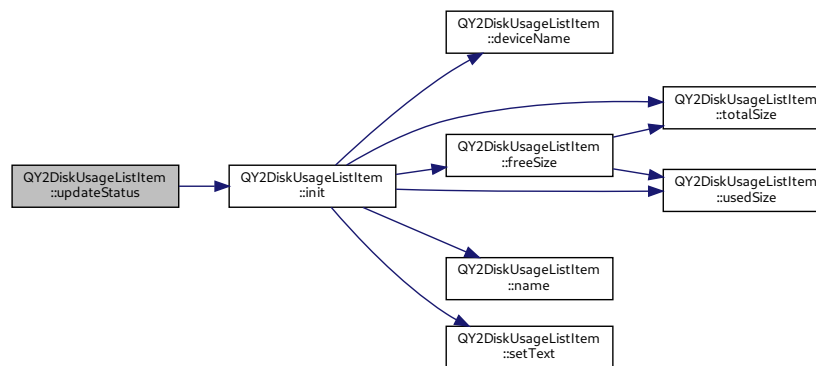 QY2DiskUsageListItem
::updateStatus
QY2DiskUsageListItem
::init
QY2DiskUsageListItem
::deviceName
QY2DiskUsageListItem
::freeSize
QY2DiskUsageListItem
::name
QY2DiskUsageListItem
::setText
QY2DiskUsageListItem
::totalSize
QY2DiskUsageListItem
::usedSize